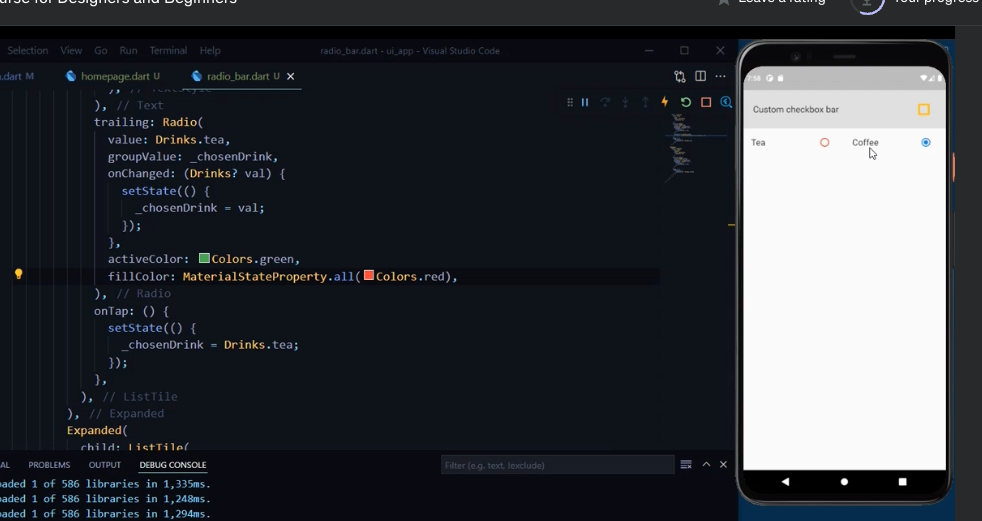 urse for Designers and Beginners
Leave a rating
Your progress
Selection View Go Run Terminal Help
radio_bar.dart - ui_app - Visual Studio Code
.dart M
homepage.dart U
radio_bar.dart U
), // TextStyle
), // Text
trailing: Radio(
value: Drinks.tea,
groupValue: _chosenDrink,
onChanged: (Drinks? val) {
setState(() {
_chosenDrink = val;
});
},
activeColor: Colors.green,
fillColor: MaterialStateProperty.all(Colors.red),
), // Radio
onTap: () {
setState(() {
_chosenDrink = Drinks.tea;
});
},
), // ListTile
), // Expanded
Expanded(
child: ListTile(
AL PROBLEMS OUTPUT DEBUG CONSOLE
Filter (e.g. text, !exclude)
aded 1 of 586 libraries in 1,335ms.
aded 1 of 586 libraries in 1,248ms.
aded 1 of 586 libraries in 1,294ms.
7:58
Custom checkbox bar
Tea
Coffee